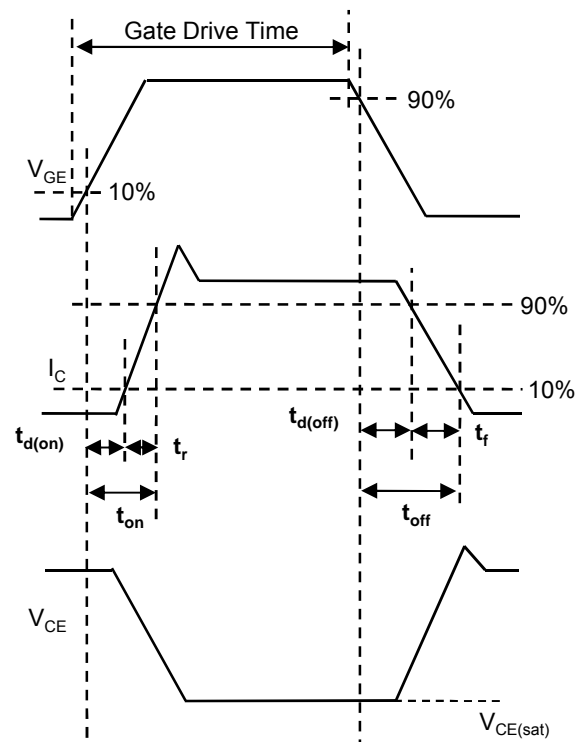 Gate Drive Time
90%
V_GE
10%
90%
I_C
10%
t_d(on)
t_r
t_d(off)
t_f
t_on
t_off
V_CE
V_CE(sat)